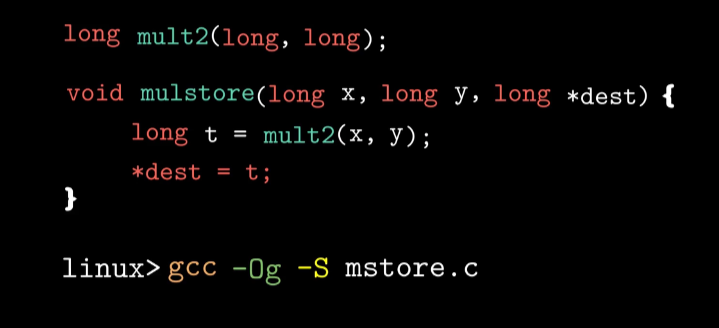 long mult2(long, long);
void mulstore(long x, long y, long *dest) {
long t = mult2(x, y);
*dest = t;
}
linux> gcc -Og -S mstore.c